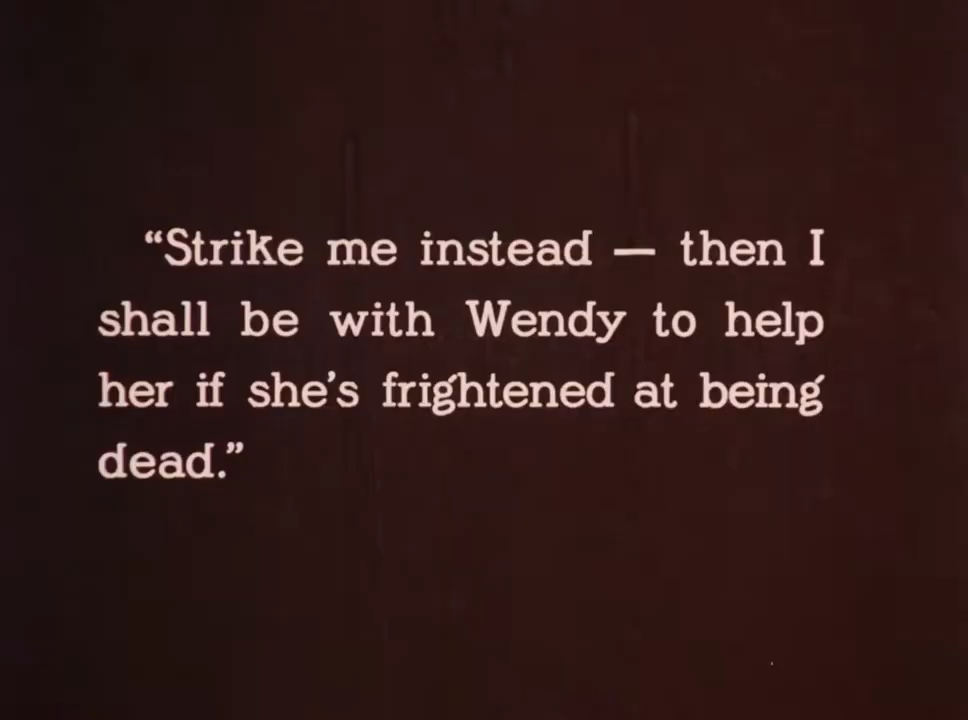 “Strike me instead — then I
shall be with Wendy to help
her if she’s frightened at being
dead.”